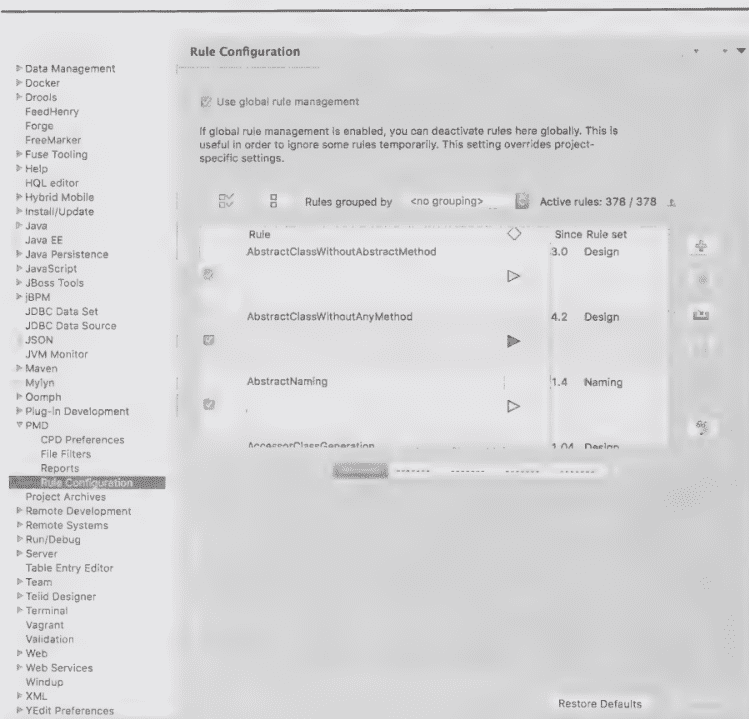 Data Management
Docker
Drools
FeedHenry
Forge
FreeMarker
Fuse Tooling
Help
HQL editor
Hybrid Mobile
Install/Update
Java
Java EE
Java Persistence
JavaScript
JBoss Tools
jBPM
JDBC Data Set
JDBC Data Source
JSON
JVM Monitor
Maven
Mylyn
Oomph
Plug-in Development
PMD
CPD Preferences
File Filters
Reports
Rule Configuration
Project Archives
Remote Development
Remote Systems
Run/Debug
Server
Table Entry Editor
Team
Teiid Designer
Terminal
Vagrant
Validation
Web
Web Services
Windup
XML
YEdit Preferences
Rule Configuration
Use global rule management
If global rule management is enabled, you can deactivate rules here globally. This is
useful in order to ignore some rules temporarily. This setting overrides project-
specific settings.
Rules grouped by <no grouping> Active rules: 378 / 378
Rule Since Rule set
AbstractClassWithoutAbstractMethod 3.0 Design
AbstractClassWithoutAnyMethod 4.2 Design
AbstractNaming 1.4 Naming
AccessorClassGeneration 1.04 Design
Restore Defaults